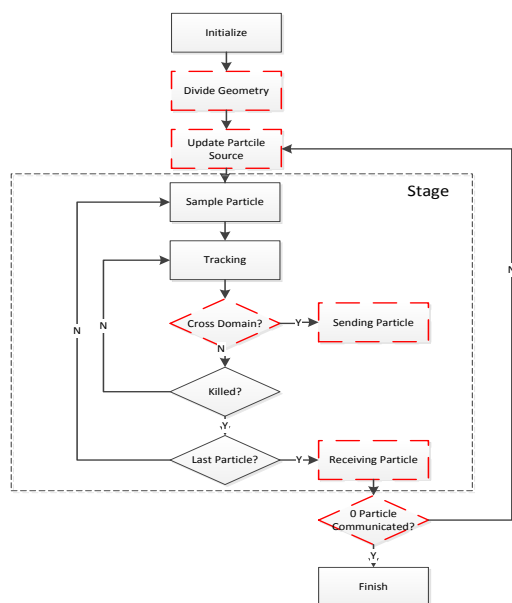 Initialize
Divide Geometry
Update Partcile
Source
Stage
Sample Particle
Tracking
N
N
N
Cross Domain?
Y
Sending Particle
N
Killed?
Y
Last Particle?
Y
Receiving Particle
0 Particle
Communicated?
Y
Finish